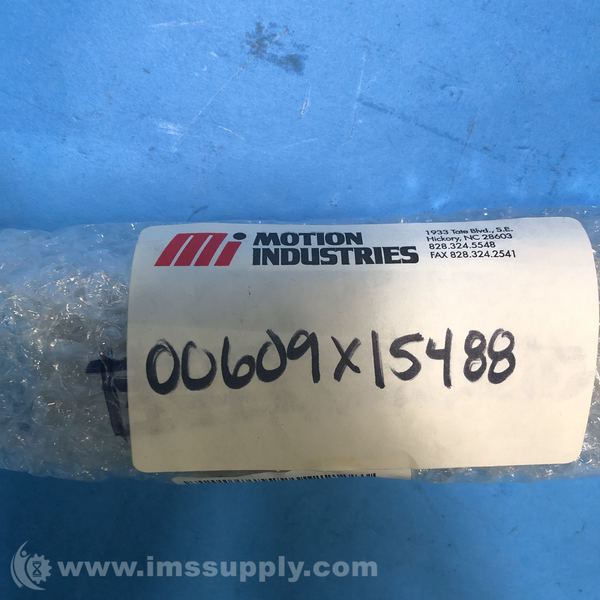 mi MOTION INDUSTRIES
1933 Tate Blvd., S.E.
Hickory, NC 28603
828.324.5548
FAX 828.324.2541
00609X15488
www.imssupply.com